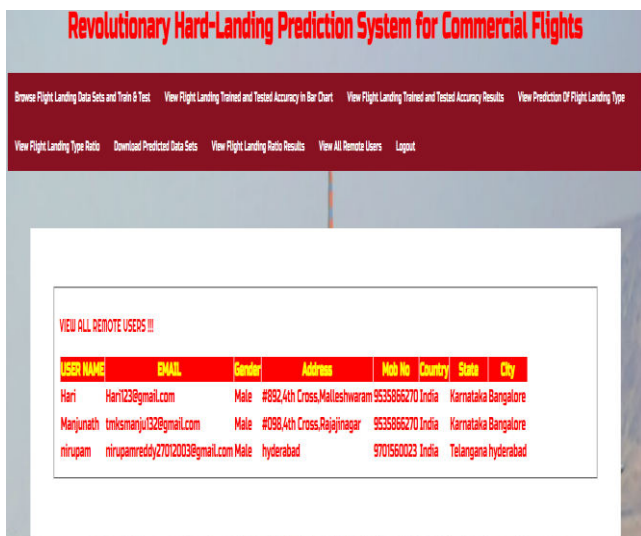 Revolutionary Hard-Landing Prediction System for Commercial Flights
Browse Flight Landing Data Sets and Train & Test View Flight Landing Trained and Tested Accuracy in Bar Chart View Flight Landing Trained and Tested Accuracy Results View Prediction Of Flight Landing Type
View Flight Landing Type Ratio Download Predicted Data Sets View Flight Landing Ratio Results View All Remote Users Logout
VIEW ALL REMOTE USERS !!!
USER NAME EMAIL Gender Address Mob No Country State City
Hari Hari123@gmail.com Male #892,4th Cross,Malleshwaram 9535866270 India Karnataka Bangalore
Manjunath tmksmanju132@gmail.com Male #098,4th Cross,Rajajinagar 9535866270 India Karnataka Bangalore
nirupam nirupamreddy27012003@gmail.com Male hyderabad 9701560023 India Telangana hyderabad